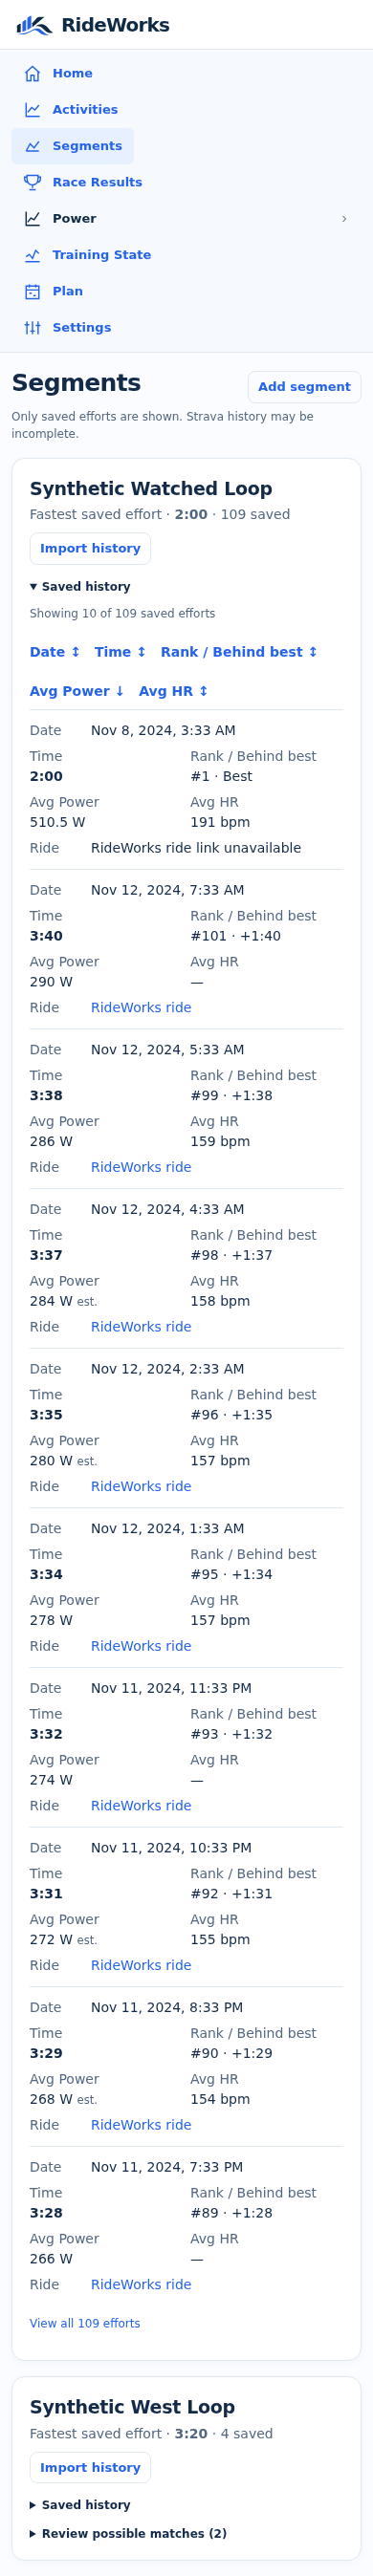 RideWorks
Home
Activities
Segments
Race Results
Power ›
Training State
Plan
Settings
Segments
Add segment
Only saved efforts are shown. Strava history may be
incomplete.
Synthetic Watched Loop
Fastest saved effort · 2:00 · 109 saved
Import history
▼ Saved history
Showing 10 of 109 saved efforts
Date ↕ Time ↕ Rank / Behind best ↕
Avg Power ↓ Avg HR ↕
Date Nov 8, 2024, 3:33 AM
Time Rank / Behind best
2:00 #1 · Best
Avg Power Avg HR
510.5 W 191 bpm
Ride RideWorks ride link unavailable
Date Nov 12, 2024, 7:33 AM
Time Rank / Behind best
3:40 #101 · +1:40
Avg Power Avg HR
290 W —
Ride RideWorks ride
Date Nov 12, 2024, 5:33 AM
Time Rank / Behind best
3:38 #99 · +1:38
Avg Power Avg HR
286 W 159 bpm
Ride RideWorks ride
Date Nov 12, 2024, 4:33 AM
Time Rank / Behind best
3:37 #98 · +1:37
Avg Power Avg HR
284 W est. 158 bpm
Ride RideWorks ride
Date Nov 12, 2024, 2:33 AM
Time Rank / Behind best
3:35 #96 · +1:35
Avg Power Avg HR
280 W est. 157 bpm
Ride RideWorks ride
Date Nov 12, 2024, 1:33 AM
Time Rank / Behind best
3:34 #95 · +1:34
Avg Power Avg HR
278 W 157 bpm
Ride RideWorks ride
Date Nov 11, 2024, 11:33 PM
Time Rank / Behind best
3:32 #93 · +1:32
Avg Power Avg HR
274 W —
Ride RideWorks ride
Date Nov 11, 2024, 10:33 PM
Time Rank / Behind best
3:31 #92 · +1:31
Avg Power Avg HR
272 W est. 155 bpm
Ride RideWorks ride
Date Nov 11, 2024, 8:33 PM
Time Rank / Behind best
3:29 #90 · +1:29
Avg Power Avg HR
268 W est. 154 bpm
Ride RideWorks ride
Date Nov 11, 2024, 7:33 PM
Time Rank / Behind best
3:28 #89 · +1:28
Avg Power Avg HR
266 W —
Ride RideWorks ride
View all 109 efforts
Synthetic West Loop
Fastest saved effort · 3:20 · 4 saved
Import history
▶ Saved history
▶ Review possible matches (2)